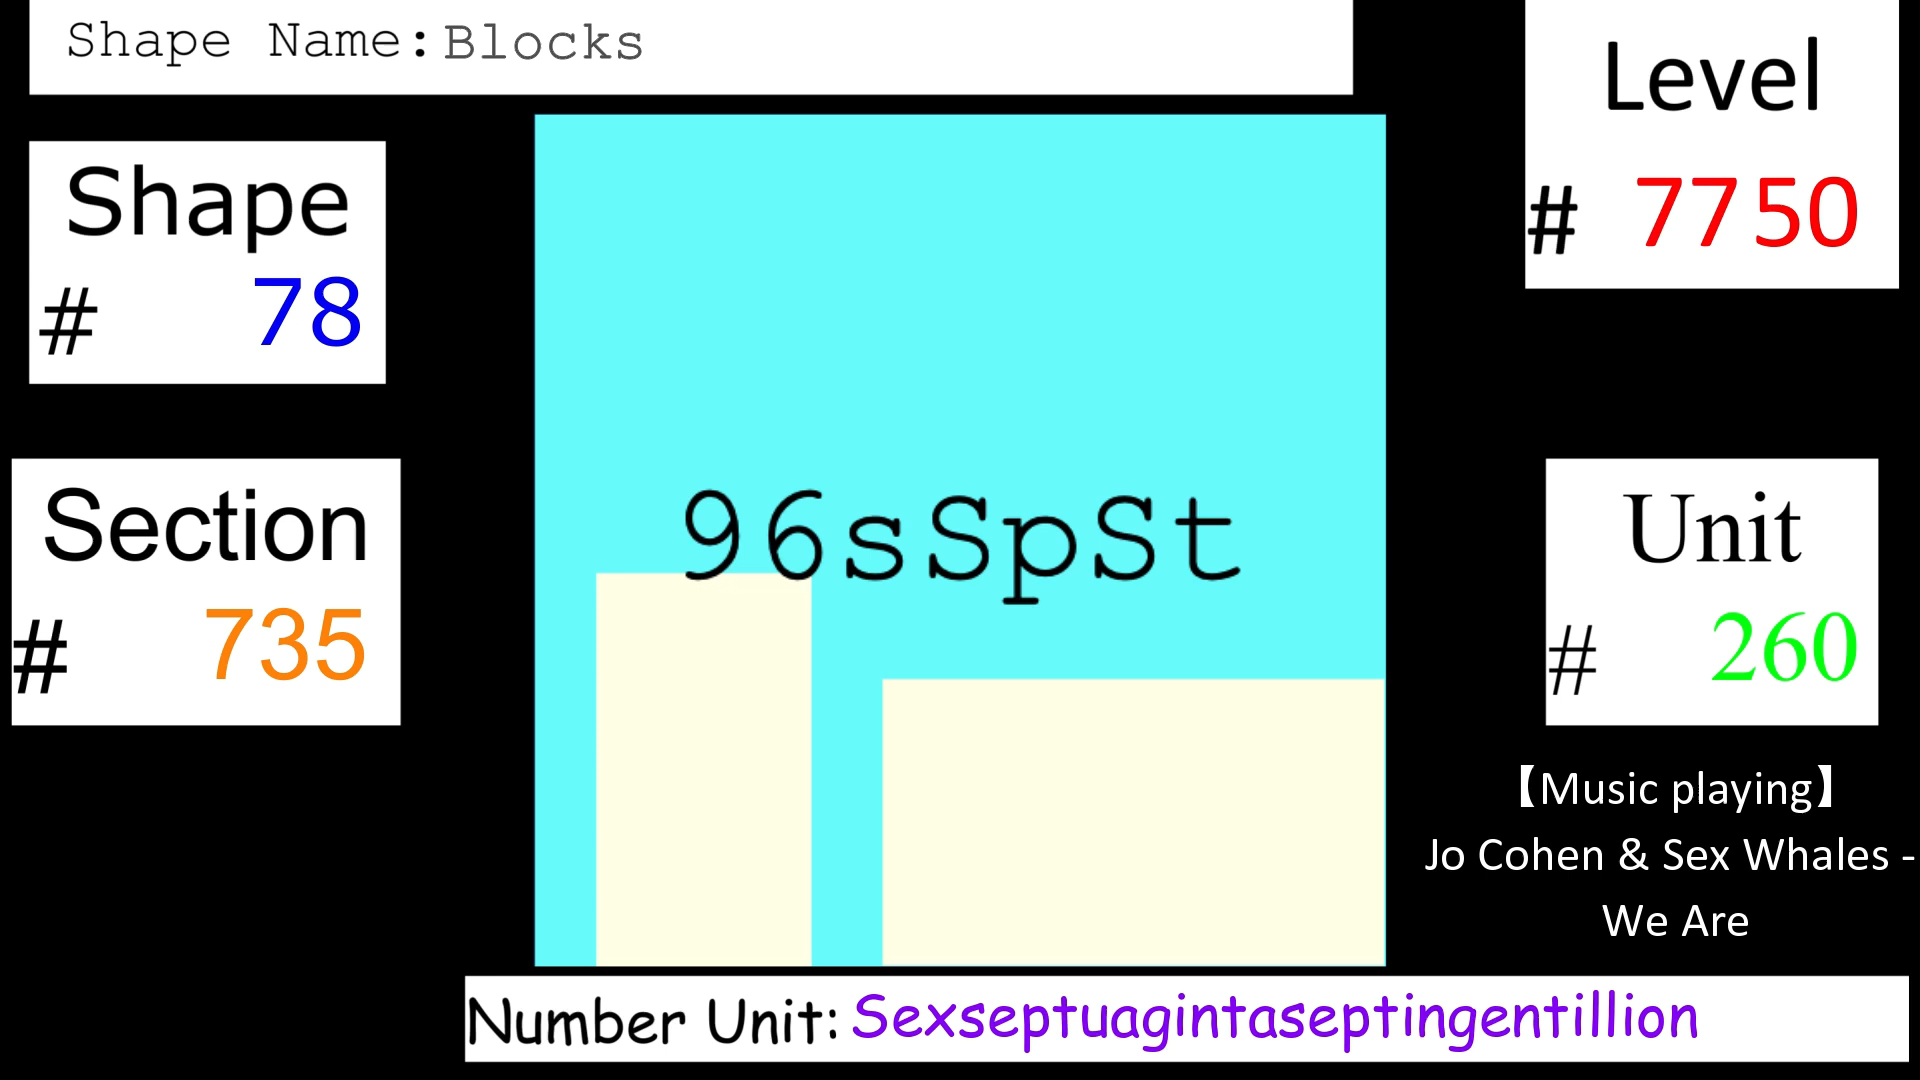 Shape Name: Blocks
Level
# 7750
Shape
# 78
96sSpSt
Section
# 735
Unit
# 260
【Music playing】
Jo Cohen & Sex Whales -
We Are
Number Unit: Sexseptuagintaseptingentillion